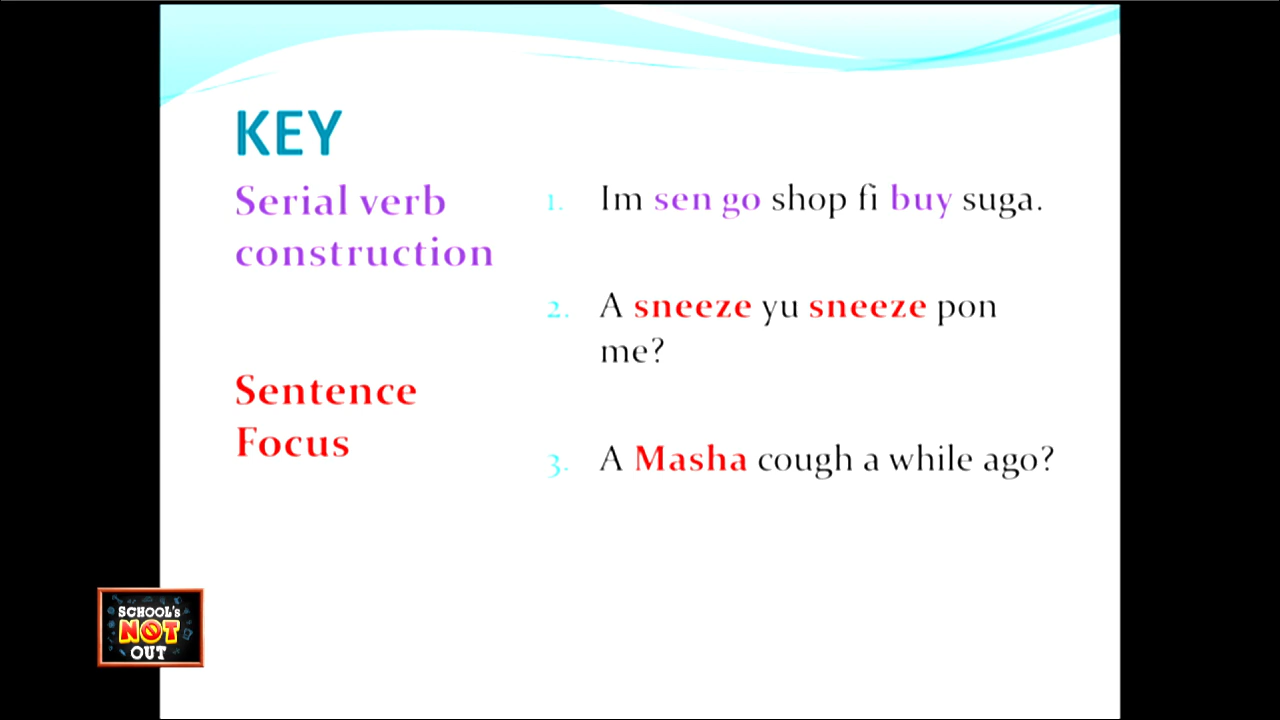 KEY
Serial verb
construction
Sentence
Focus
1. Im sen go shop fi buy suga.
2. A sneeze yu sneeze pon
me?
3. A Masha cough a while ago?
SCHOOL'S
NOT
OUT